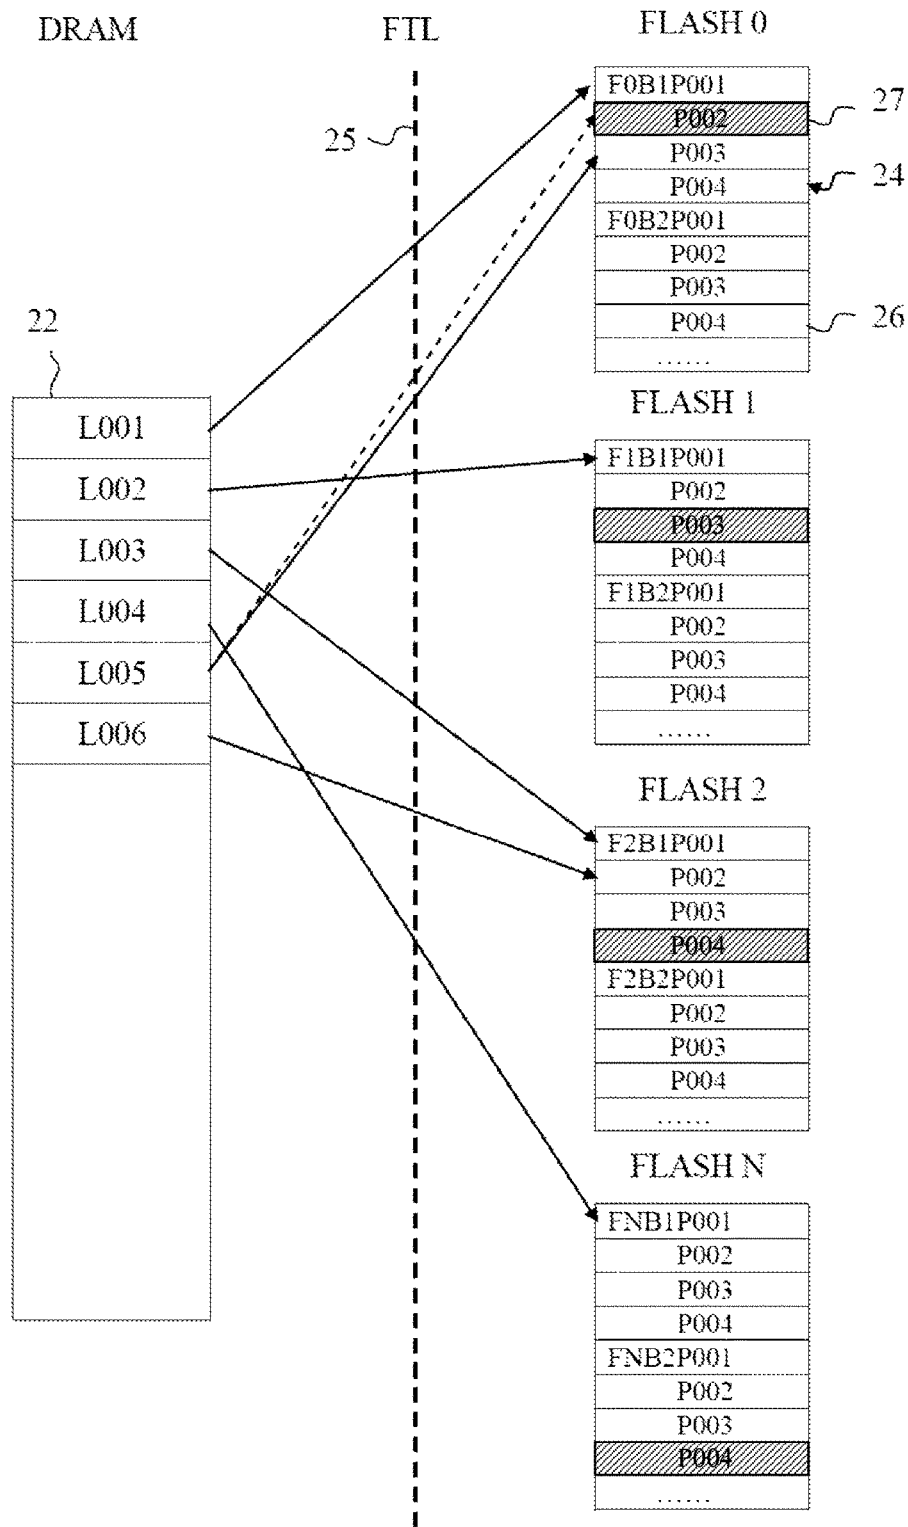 DRAM
FTL
FLASH 0
25
F0B1P001
P002
27
P003
P004
24
F0B2P001
P002
P003
P004
26
......
22
L001
L002
L003
L004
L005
L006
FLASH 1
F1B1P001
P002
P003
P004
F1B2P001
P002
P003
P004
......
FLASH 2
F2B1P001
P002
P003
P004
F2B2P001
P002
P003
P004
......
FLASH N
FNB1P001
P002
P003
P004
FNB2P001
P002
P003
P004
......